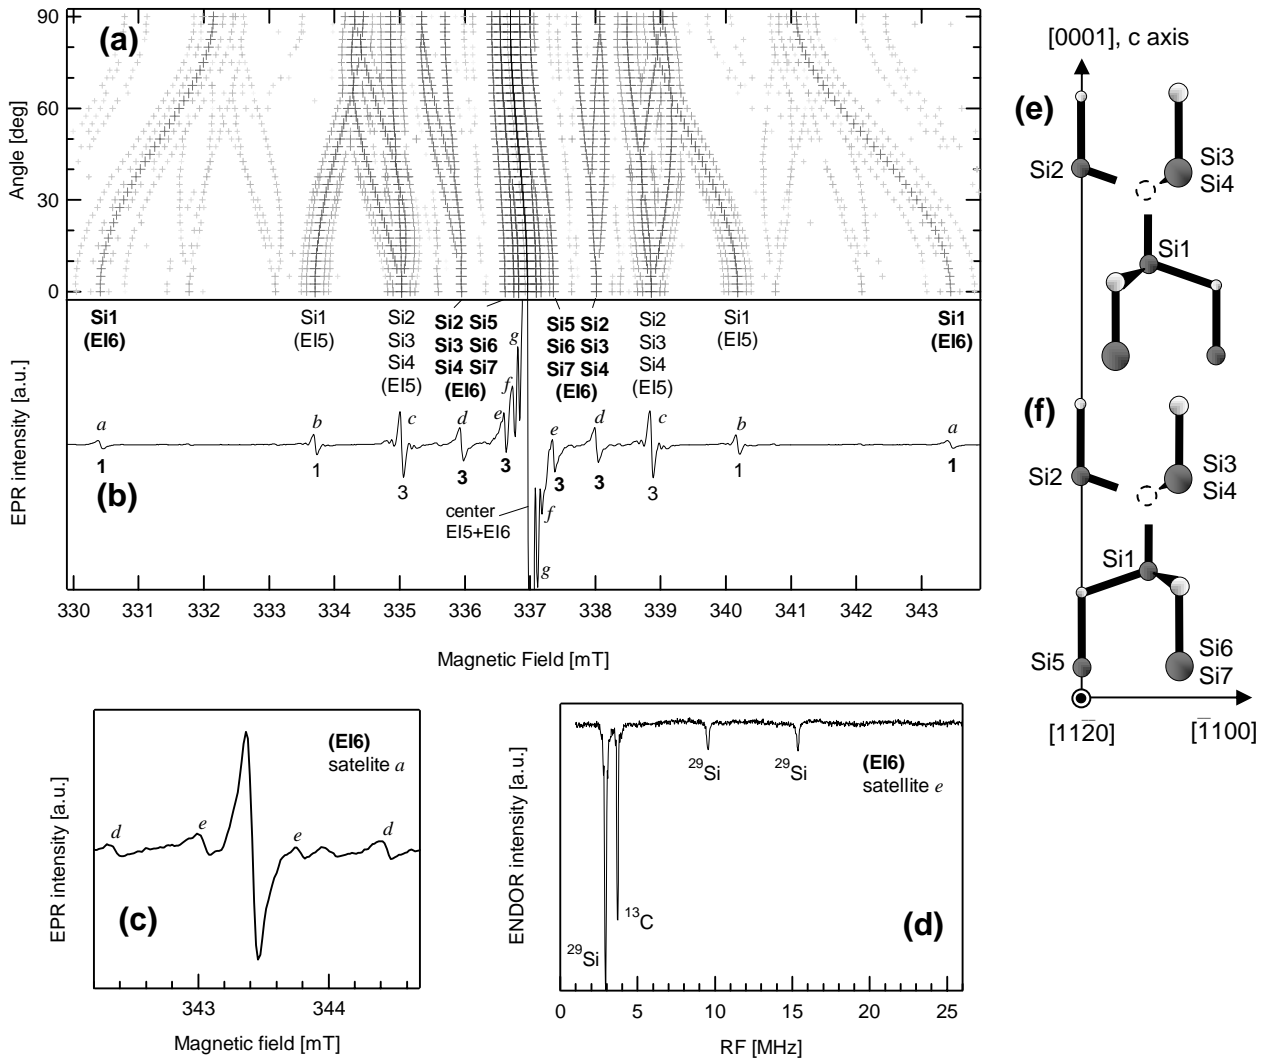 (a)
90
60
30
0
Angle [deg]
Si1
(EI6)
Si1
(EI5)
Si2
Si3
Si4
(EI5)
Si2 Si5
Si3 Si6
Si4 Si7
(EI6)
Si5 Si2
Si6 Si3
Si7 Si4
(EI6)
Si2
Si3
Si4
(EI5)
Si1
(EI5)
Si1
(EI6)
EPR intensity [a.u.]
a b c d e f g
e d c b a
f
g
1 1 3 3 3 3 3 3 1 1
(b)
center
EI5+EI6
330 331 332 333 334 335 336 337 338 339 340 341 342 343
Magnetic Field [mT]
[0001], c axis
(e)
Si2
Si3
Si4
Si1
(f)
Si2
Si3
Si4
Si1
Si5
Si6
Si7
[112̅0]
[1̅100]
EPR intensity [a.u.]
(EI6)
satelite a
d e e d
(c)
343 344
Magnetic field [mT]
ENDOR intensity [a.u.]
²⁹Si
¹³C
²⁹Si
²⁹Si
(EI6)
satellite e
(d)
0 5 10 15 20 25
RF [MHz]